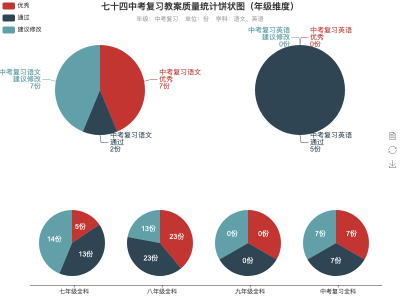 优秀
通过
建议修改
七十四中考复习教案质量统计饼状图（年级维度）
年级：中考复习 单位：份 学科：语文、英语
中考复习语文
建议修改
7份
中考复习语文
优秀
7份
中考复习语文
通过
2份
中考复习英语
建议修改
0份
中考复习英语
优秀
0份
中考复习英语
通过
5份
5份
13份
14份
23份
23份
13份
0份
0份
0份
7份
7份
7份
七年级全科
八年级全科
九年级全科
中考复习全科